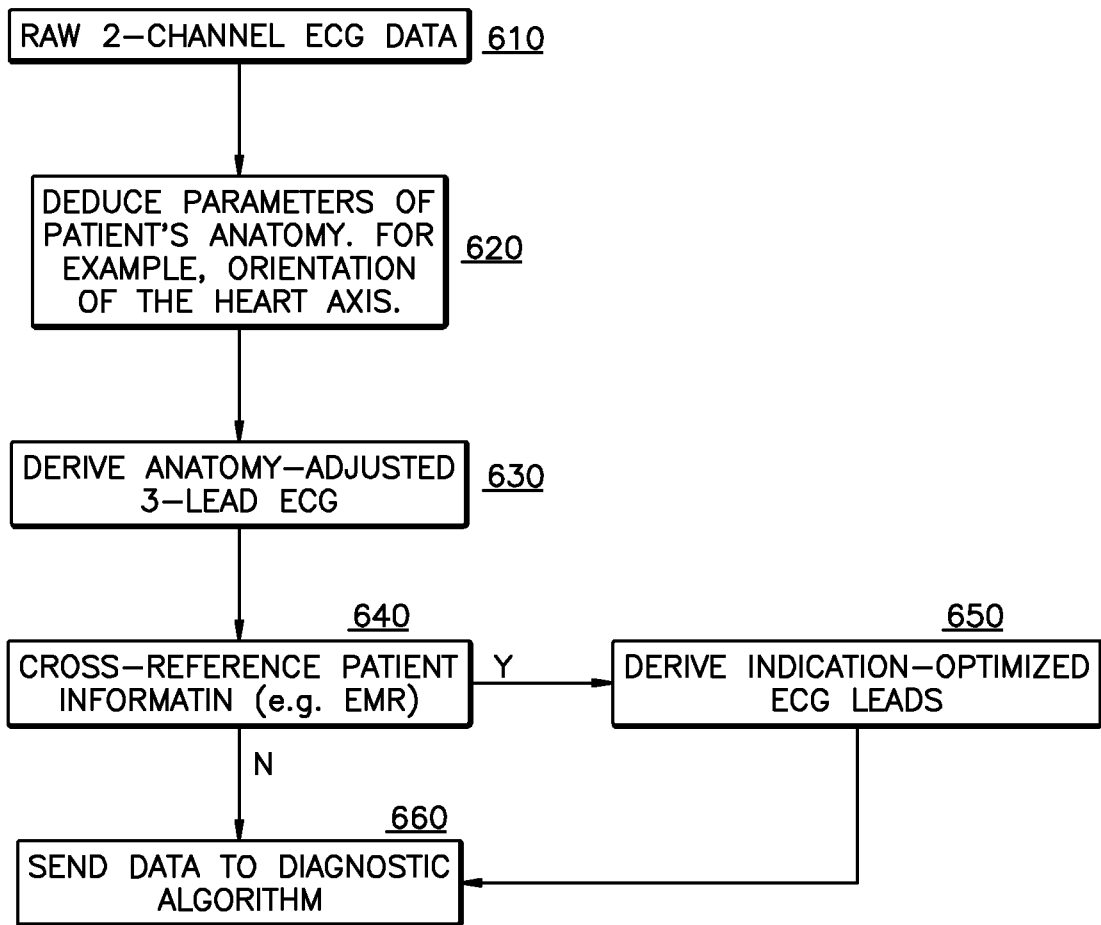 RAW 2-CHANNEL ECG DATA 610
DEDUCE PARAMETERS OF
PATIENT'S ANATOMY. FOR
EXAMPLE, ORIENTATION
OF THE HEART AXIS.
620
DERIVE ANATOMY-ADJUSTED
3-LEAD ECG
630
640
CROSS-REFERENCE PATIENT
INFORMATIN (e.g. EMR)
Y
650
DERIVE INDICATION-OPTIMIZED
ECG LEADS
N
660
SEND DATA TO DIAGNOSTIC
ALGORITHM